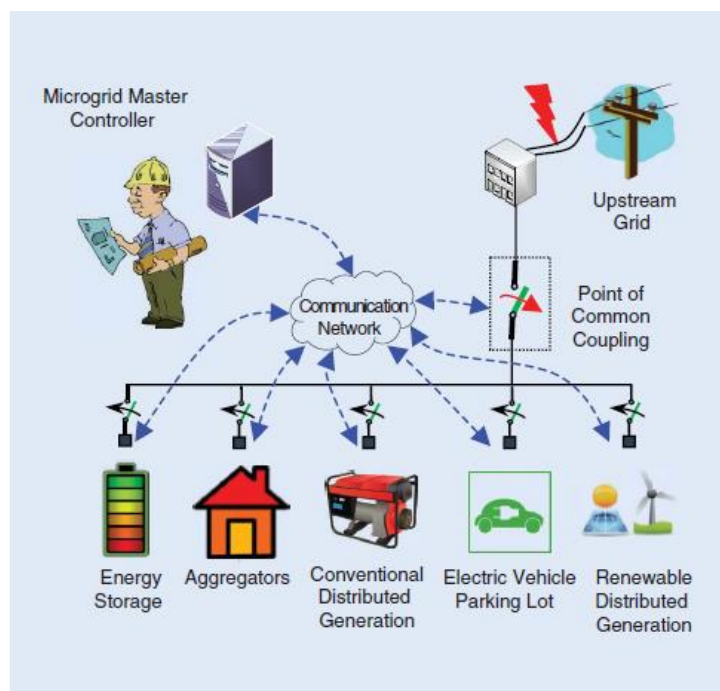 Microgrid Master
Controller
Upstream
Grid
Communication
Network
Point of
Common
Coupling
Energy
Storage
Aggregators
Conventional
Distributed
Generation
Electric Vehicle
Parking Lot
Renewable
Distributed
Generation